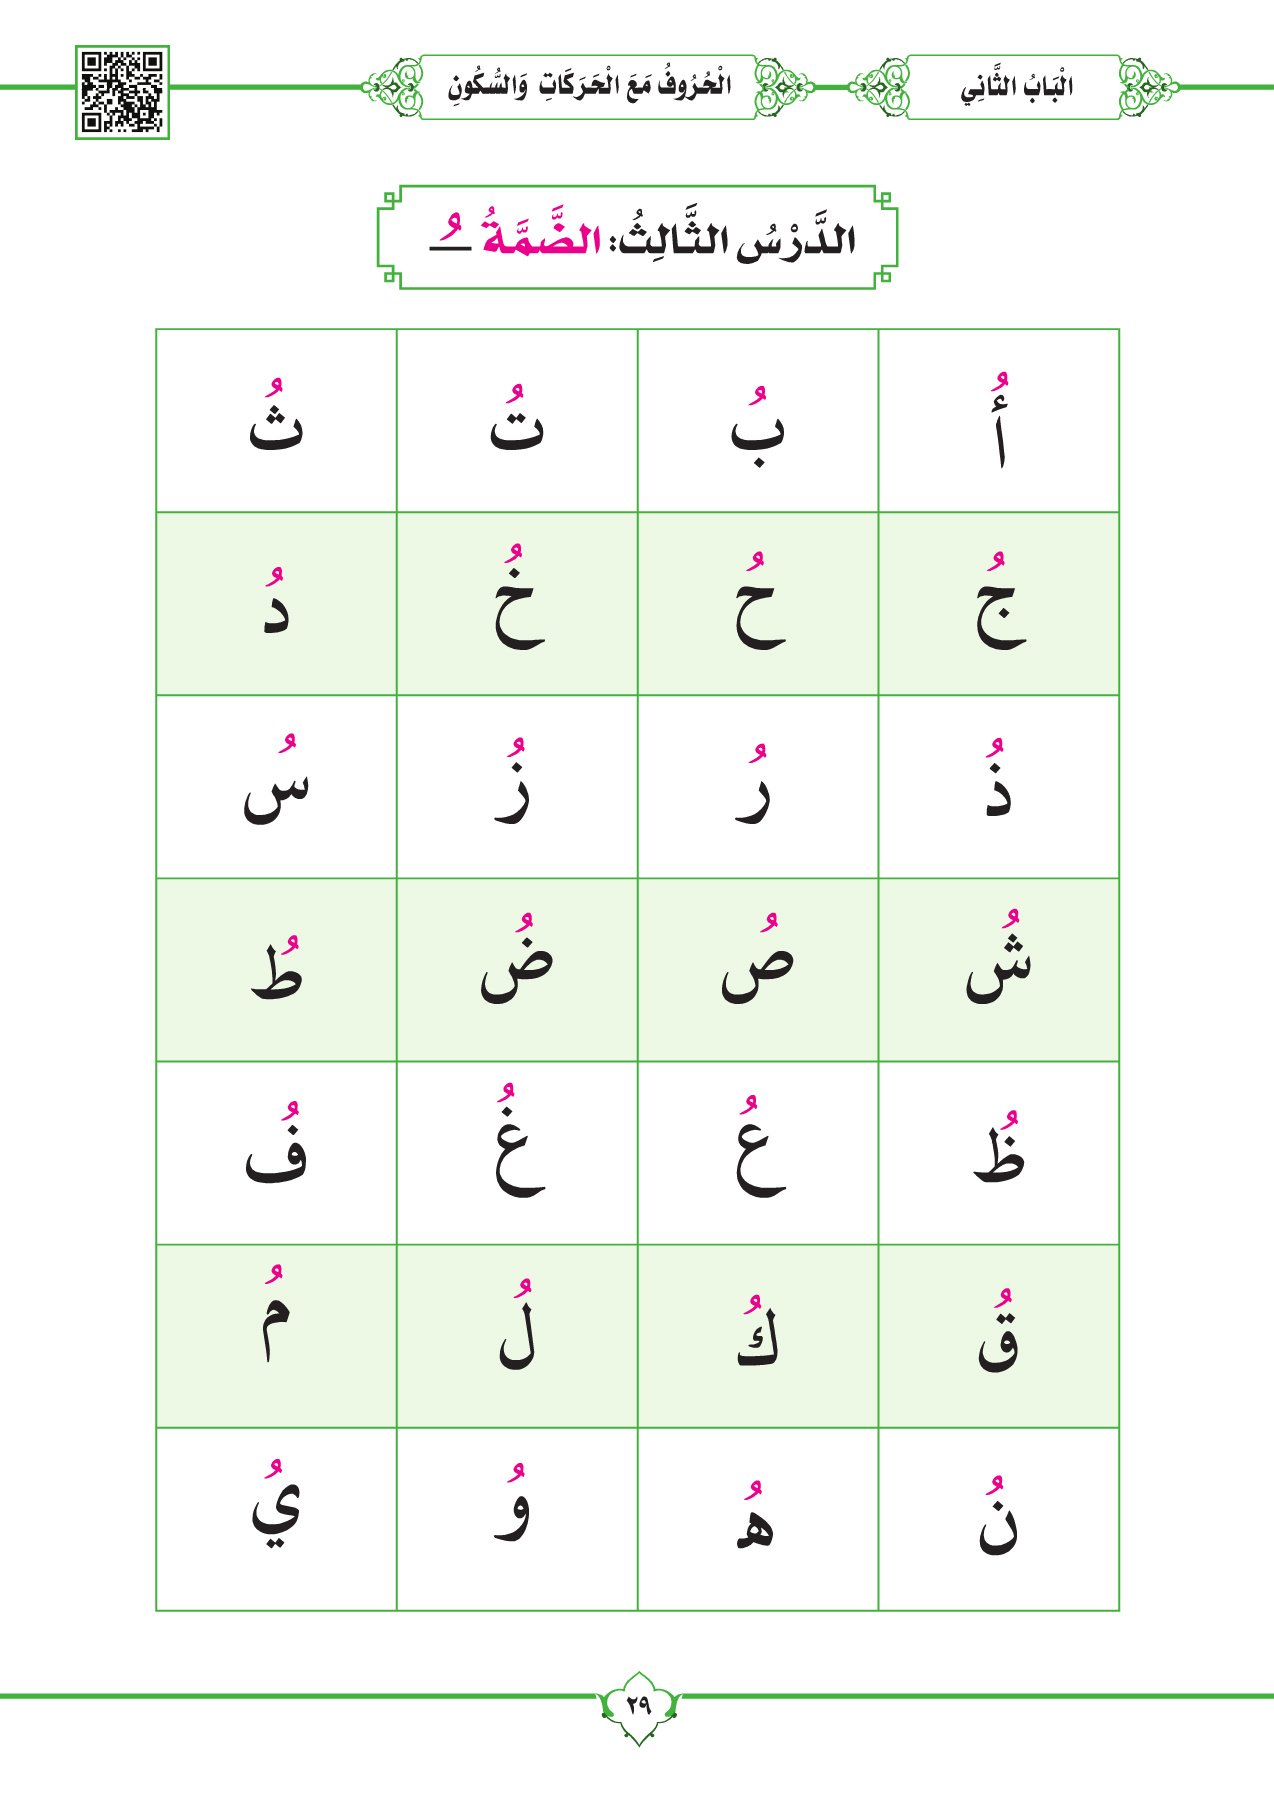 الْبَابُ الثَّانِي
الْحُرُوفُ مَعَ الْحَرَكَاتِ وَالسُّكُونِ
الدَّرْسُ الثَّالِثُ: الضَّمَّةُ ـُ
أُ بُ تُ ثُ
جُ حُ خُ دُ
ذُ رُ زُ سُ
شُ صُ ضُ طُ
ظُ عُ غُ فُ
قُ كُ لُ مُ
نُ هُ وُ يُ
٢٩